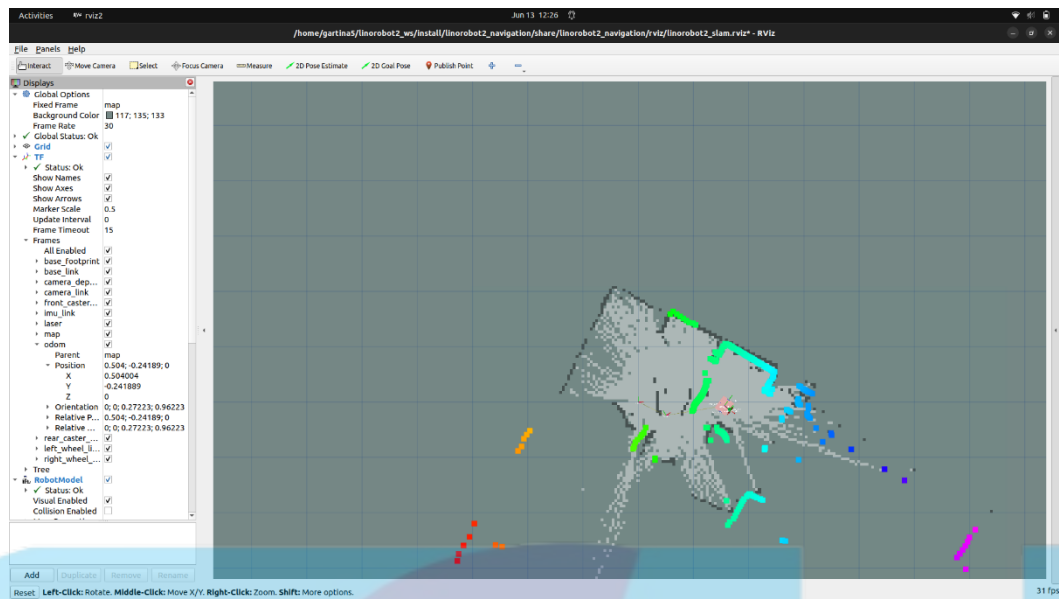 Activities rviz2 Jun 13 12:26
/home/gartina5/linorobot2_ws/install/linorobot2_navigation/share/linorobot2_navigation/rviz/linorobot2_slam.rviz* - RViz
File Panels Help
Interact Move Camera Select Focus Camera Measure 2D Pose Estimate 2D Goal Pose Publish Point
Displays
Global Options
Fixed Frame map
Background Color 117; 135; 133
Frame Rate 30
Global Status: Ok
Grid
TF
Status: Ok
Show Names
Show Axes
Show Arrows
Marker Scale 0.5
Update Interval 0
Frame Timeout 15
Frames
All Enabled
base_footprint
base_link
camera_dep...
camera_link
front_caster...
imu_link
laser
map
odom
Parent map
Position 0.504; -0.24189; 0
X 0.504004
Y -0.241889
Z 0
Orientation 0; 0; 0.27223; 0.96223
Relative P... 0.504; -0.24189; 0
Relative ... 0; 0; 0.27223; 0.96223
rear_caster_...
left_wheel_li...
right_wheel_...
Tree
RobotModel
Status: Ok
Visual Enabled
Collision Enabled
Add Duplicate Remove Rename
Reset Left-Click: Rotate. Middle-Click: Move X/Y. Right-Click: Zoom. Shift: More options. 31 fps